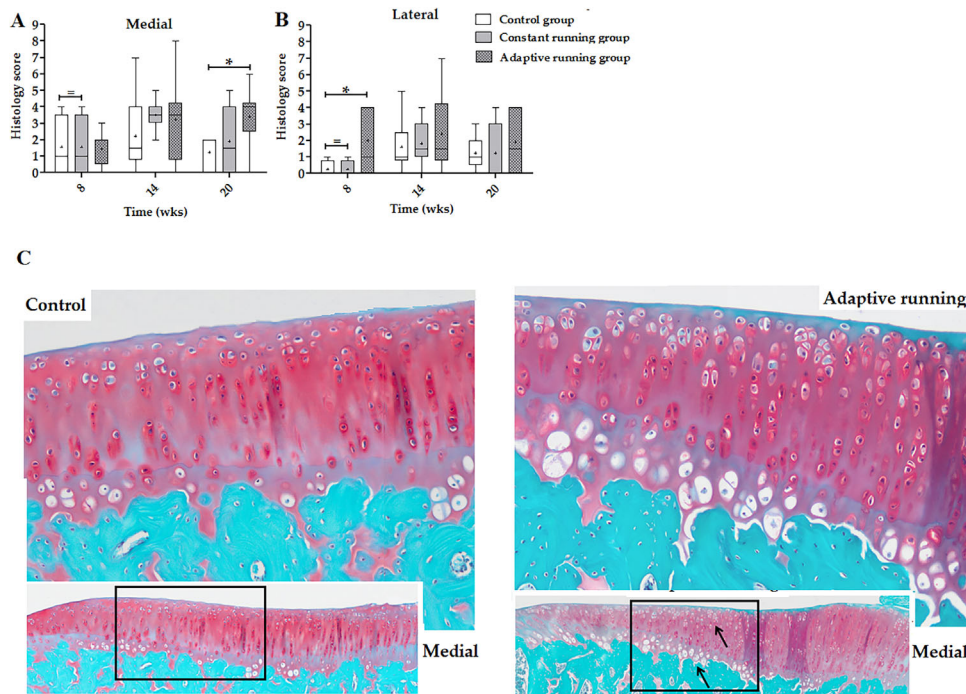 A
Medial
Histology score
9
8
7
6
5
4
3
2
1
0
=
*
8
14
20
Time (wks)
B
Lateral
Histology score
9
8
7
6
5
4
3
2
1
0
=
*
8
14
20
Time (wks)
Control group
Constant running group
Adaptive running group
C
Control
Adaptive running
Medial
Medial